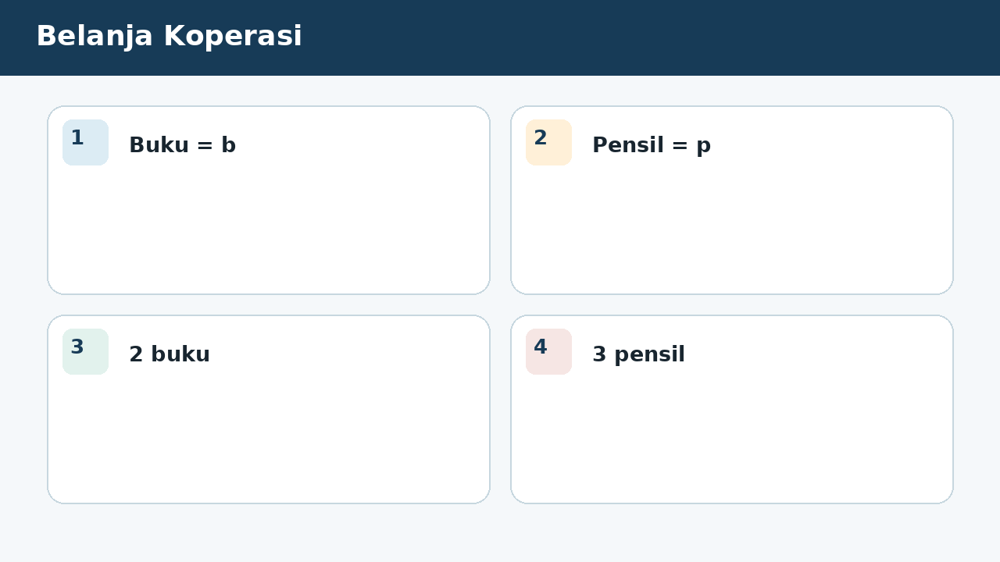 Belanja Koperasi
1 Buku = b
2 Pensil = p
3 2 buku
4 3 pensil